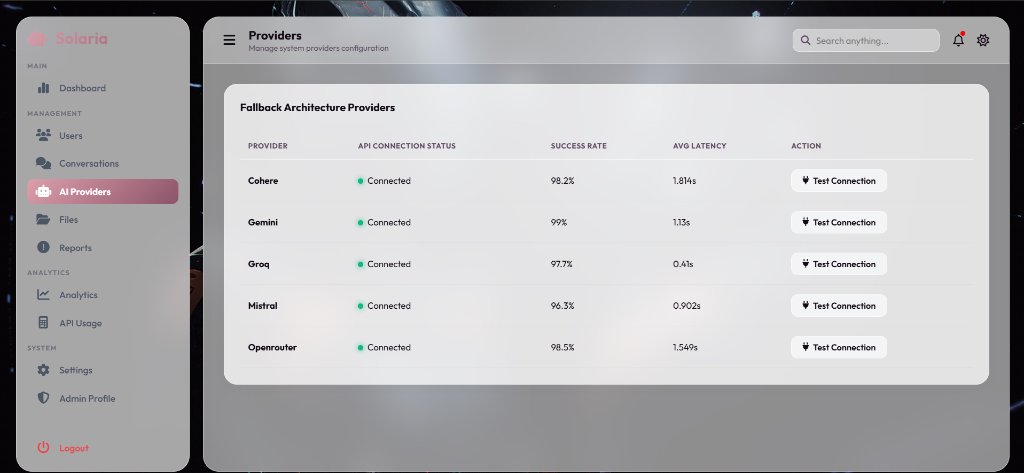 Solaria
MAIN
Dashboard
MANAGEMENT
Users
Conversations
AI Providers
Files
Reports
ANALYTICS
Analytics
API Usage
SYSTEM
Settings
Admin Profile
Logout
Providers
Manage system providers configuration
Search anything...
Fallback Architecture Providers
PROVIDER API CONNECTION STATUS SUCCESS RATE AVG LATENCY ACTION
Cohere Connected 98.2% 1.814s Test Connection
Gemini Connected 99% 1.13s Test Connection
Groq Connected 97.7% 0.41s Test Connection
Mistral Connected 96.3% 0.902s Test Connection
Openrouter Connected 98.5% 1.549s Test Connection